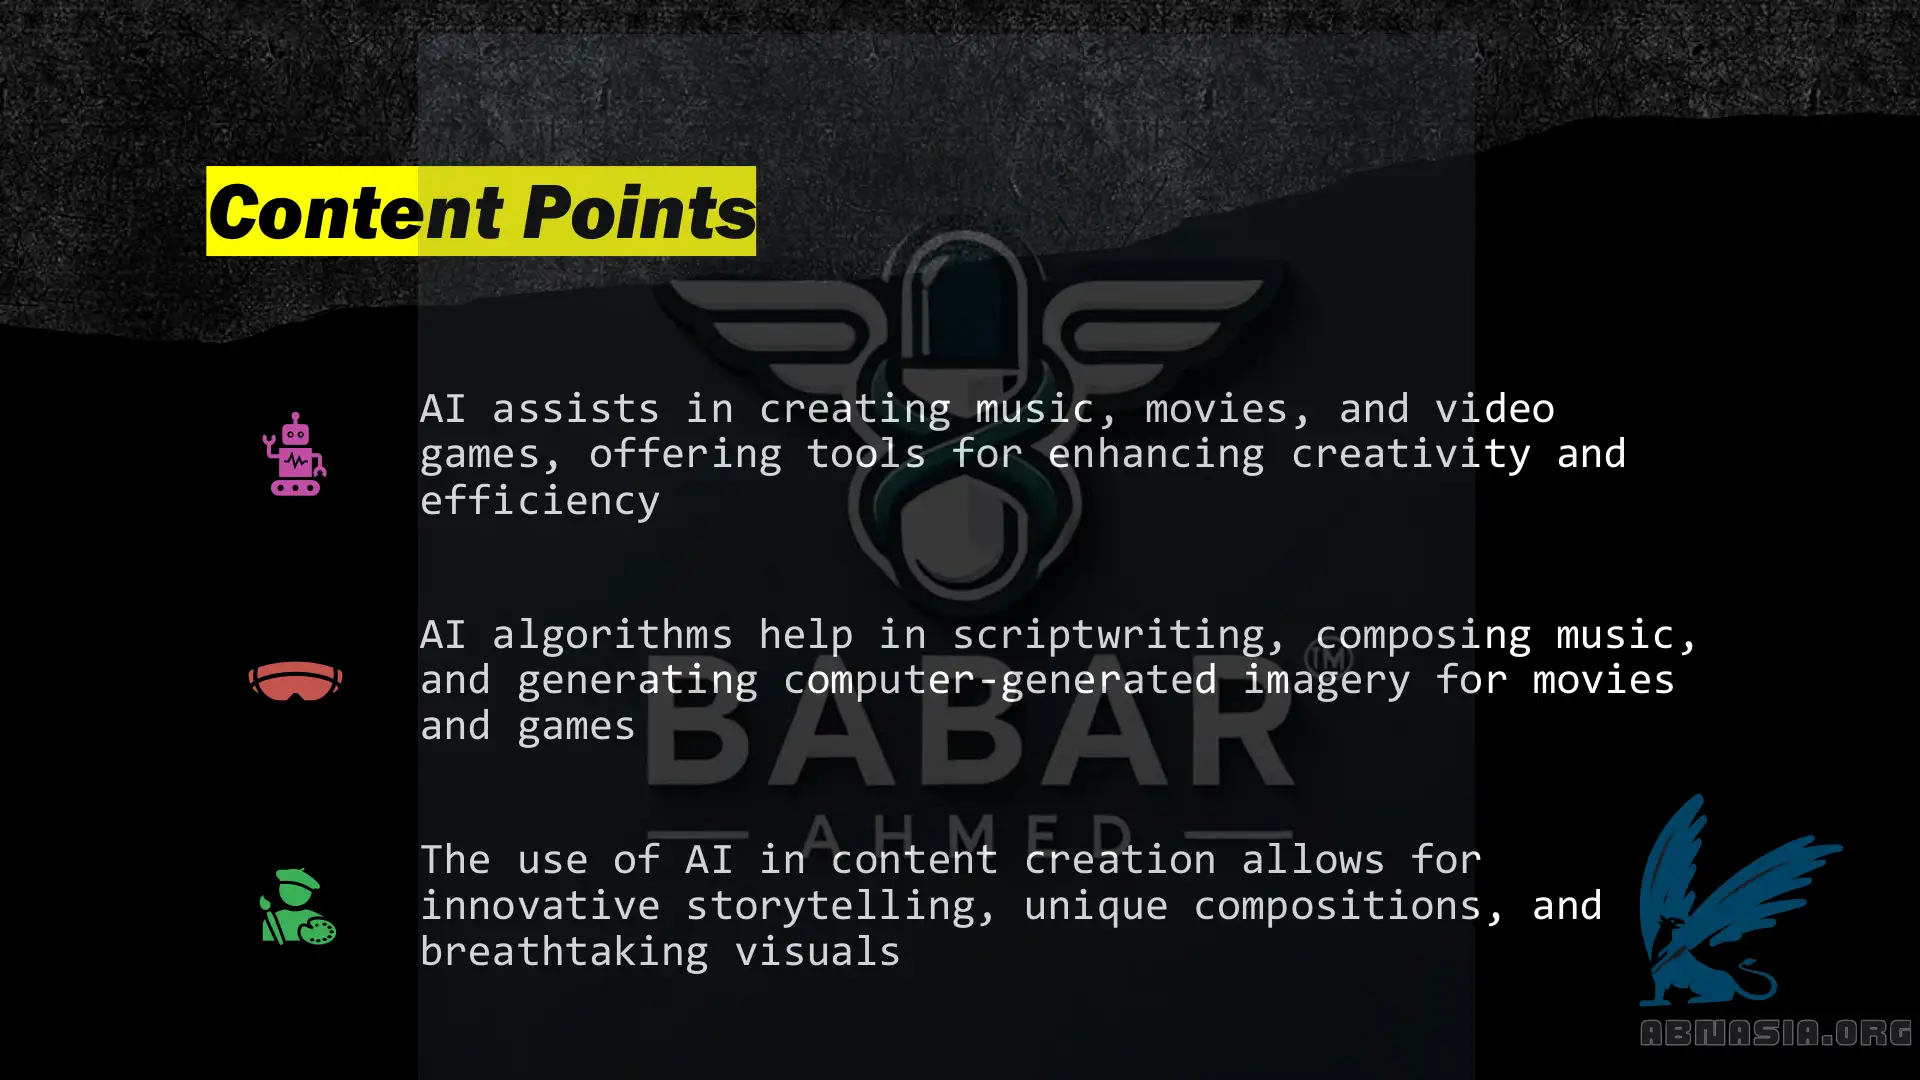 Content Points
AI assists in creating music, movies, and video
games, offering tools for enhancing creativity and
efficiency
AI algorithms help in scriptwriting, composing music,
and generating computer-generated imagery for movies
and games
TM
BABAR
AHMED
The use of AI in content creation allows for
innovative storytelling, unique compositions, and
breathtaking visuals
ABNASIA.ORG